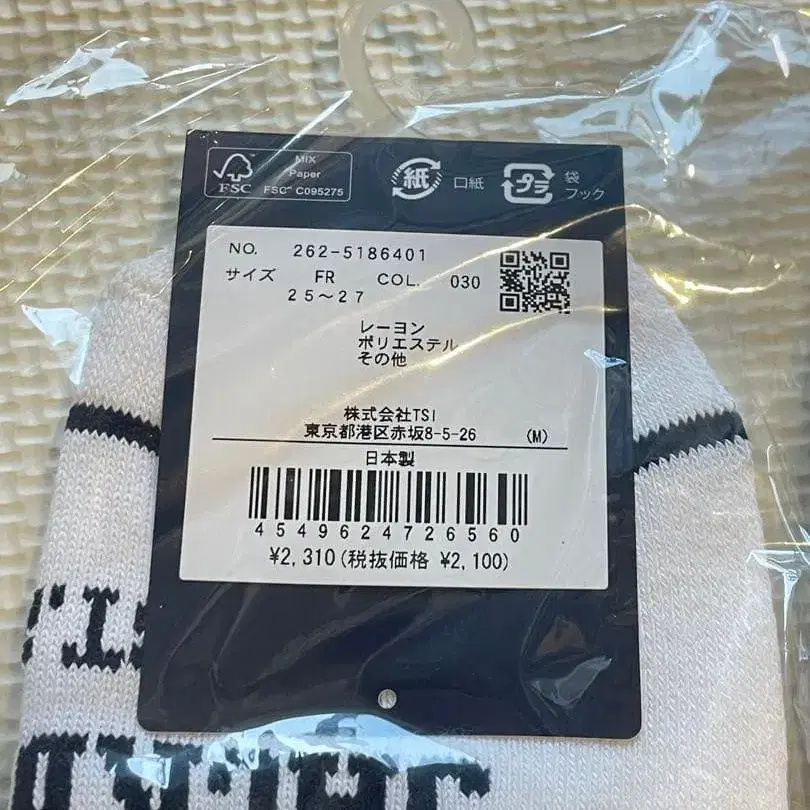 FSC
MIX
Paper
FSC™ C095275
紙
口紙
プラ
袋
フック
NO. 262-5186401
サイズ FR COL. 030
25～27
レーヨン
ポリエステル
その他
株式会社TSI
東京都港区赤坂8-5-26 (M)
日本製
4549624726560
¥2,310(税抜価格 ¥2,100)